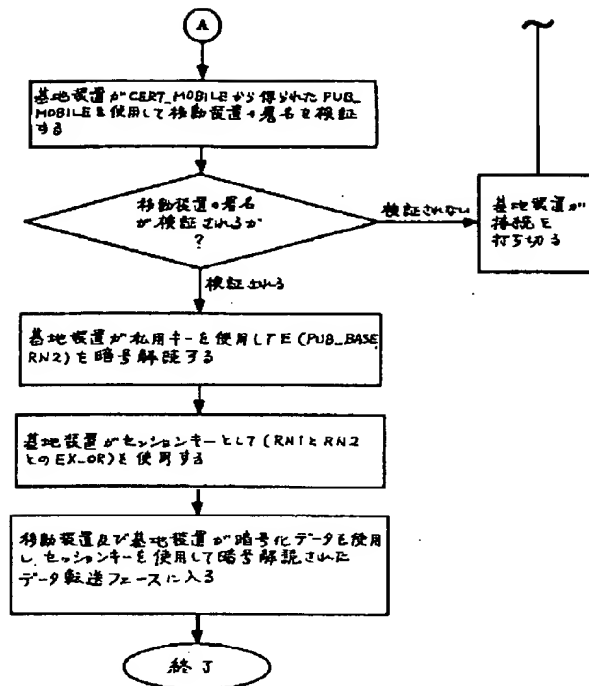 A
基地装置がCERT_MOBILEから得られたPUB_
MOBILEを使用して移動装置の署名を検証
する
移動装置の署名
が検証されるか
?
検証されない
基地装置が
接続を
打ち切る
検証される
基地装置が私用キーを使用してE(PUB_BASE,
RN2)を暗号解読する
基地装置がセッションキーとして(RN1とRN2
とのEX_OR)を使用する
移動装置及び基地装置が暗号化データを使用
し、セッションキーを使用して暗号解読された
データ転送フェースに入る
終了